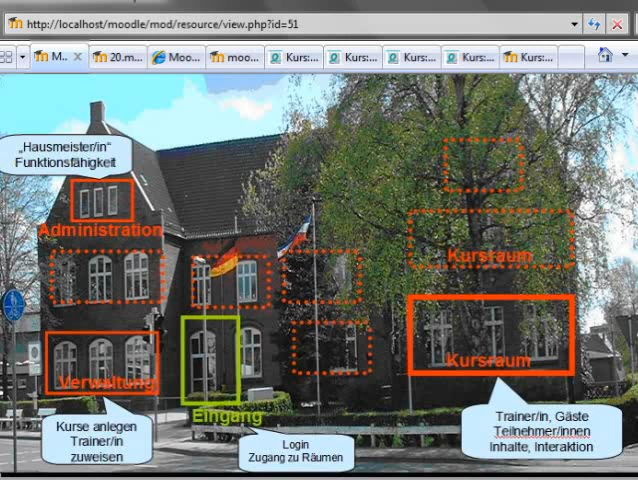 http://localhost/moodle/mod/resource/view.php?id=51
M...
20.m...
Moo...
moo...
Kurs:...
Kurs:...
Kurs:...
Kurs:...
Kurs:...
„Hausmeister/in“
Funktionsfähigkeit
Administration
Kursraum
Verwaltung
Kursraum
Eingang
Kurse anlegen
Trainer/in
zuweisen
Login
Zugang zu Räumen
Trainer/in, Gäste
Teilnehmer/innen
Inhalte, Interaktion